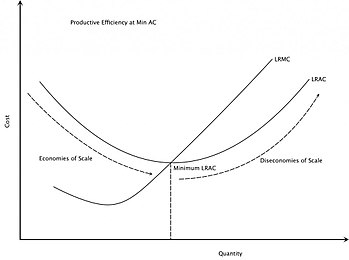 Productive Efficiency at Min AC
LRMC
LRAC
Cost
Economies of Scale
Minimum LRAC
Diseconomies of Scale
Quantity